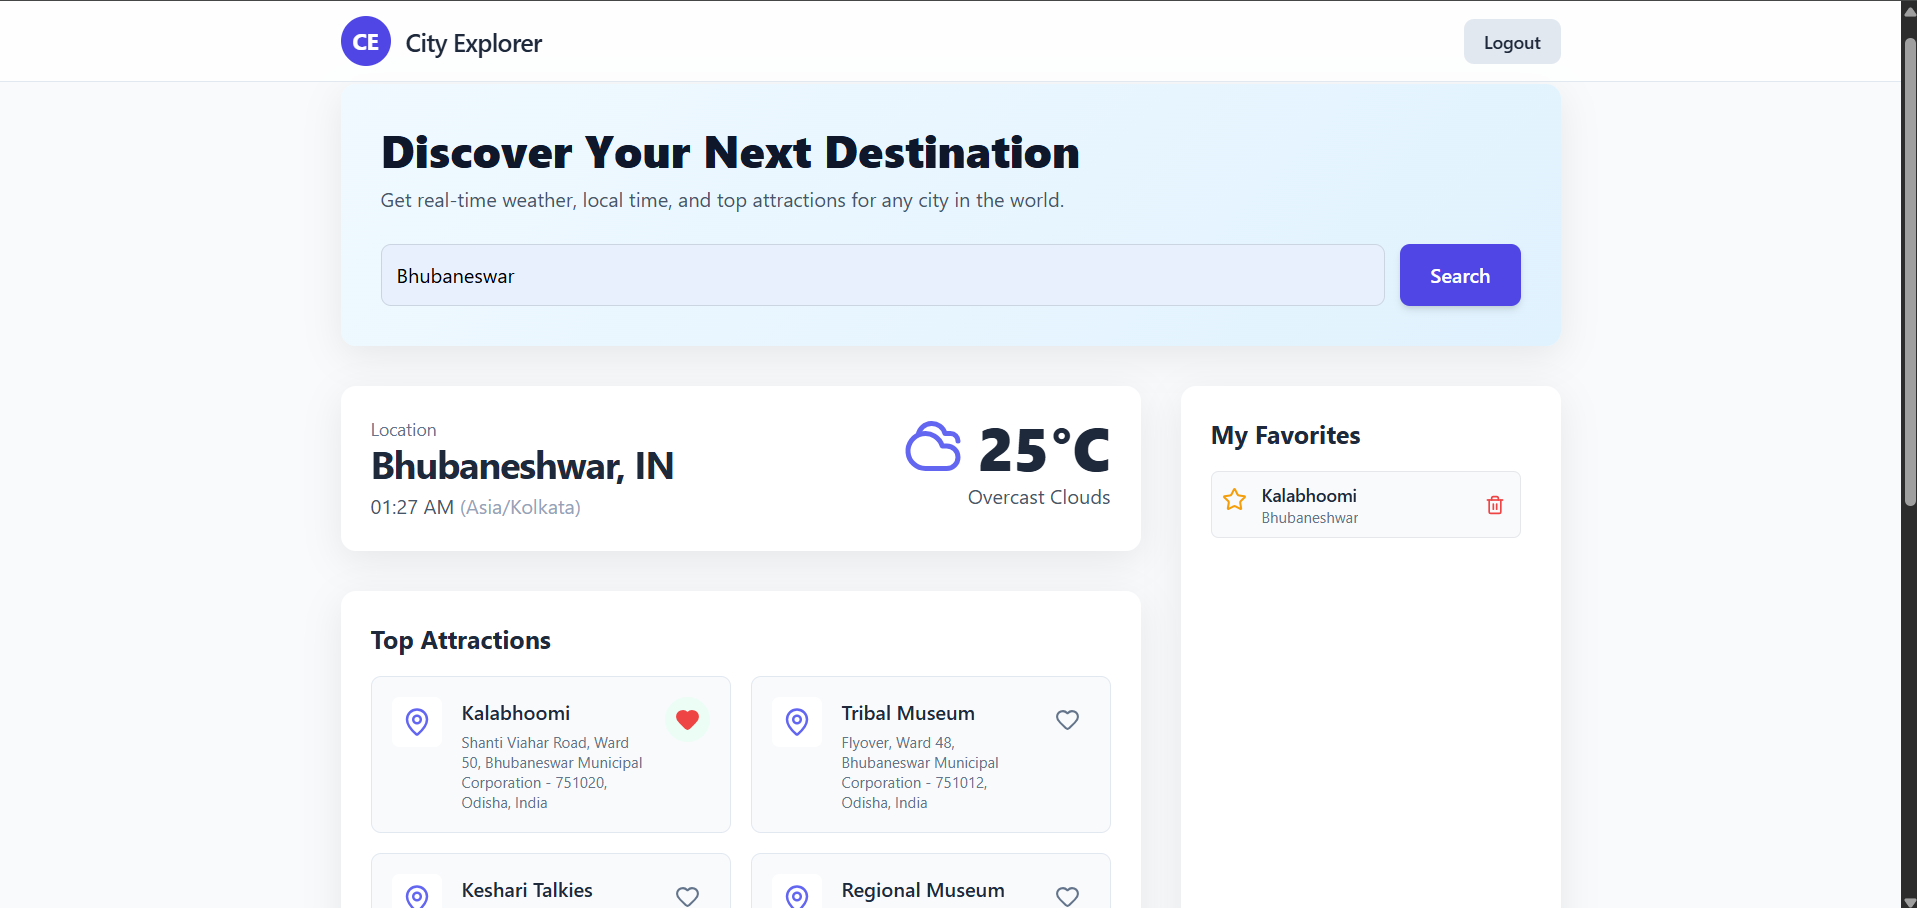 CE
City Explorer
Logout
Discover Your Next Destination
Get real-time weather, local time, and top attractions for any city in the world.
Bhubaneswar
Search
Location
Bhubaneshwar, IN
01:27 AM (Asia/Kolkata)
25°C
Overcast Clouds
My Favorites
Kalabhoomi
Bhubaneshwar
Top Attractions
Kalabhoomi
Shanti Viahar Road, Ward
50, Bhubaneswar Municipal
Corporation - 751020,
Odisha, India
Tribal Museum
Flyover, Ward 48,
Bhubaneswar Municipal
Corporation - 751012,
Odisha, India
Keshari Talkies
Regional Museum